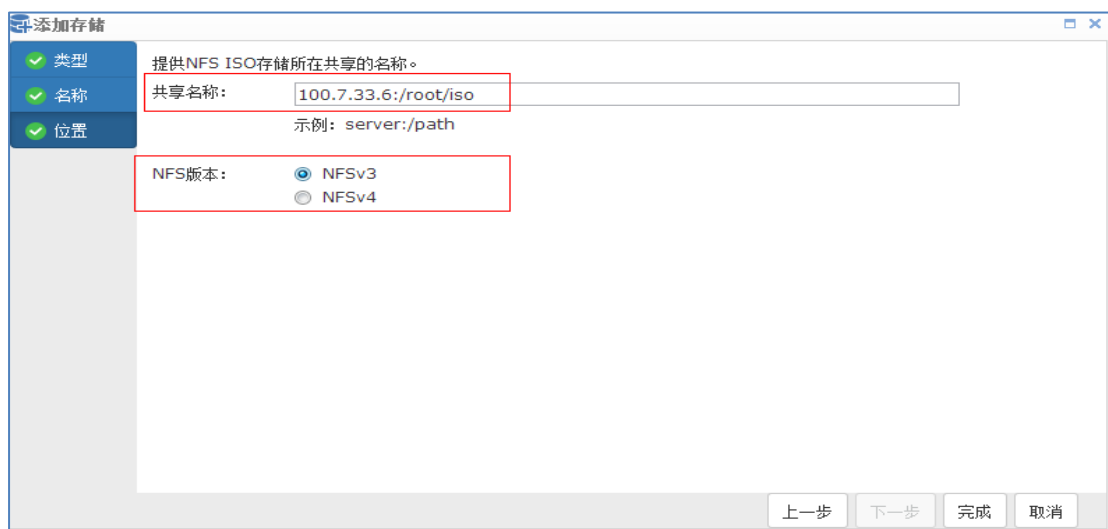 添加存储
类型
名称
位置
提供NFS ISO存储所在共享的名称。
共享名称： 100.7.33.6:/root/iso
示例：server:/path
NFS版本： NFSv3
NFSv4
上一步 下一步 完成 取消